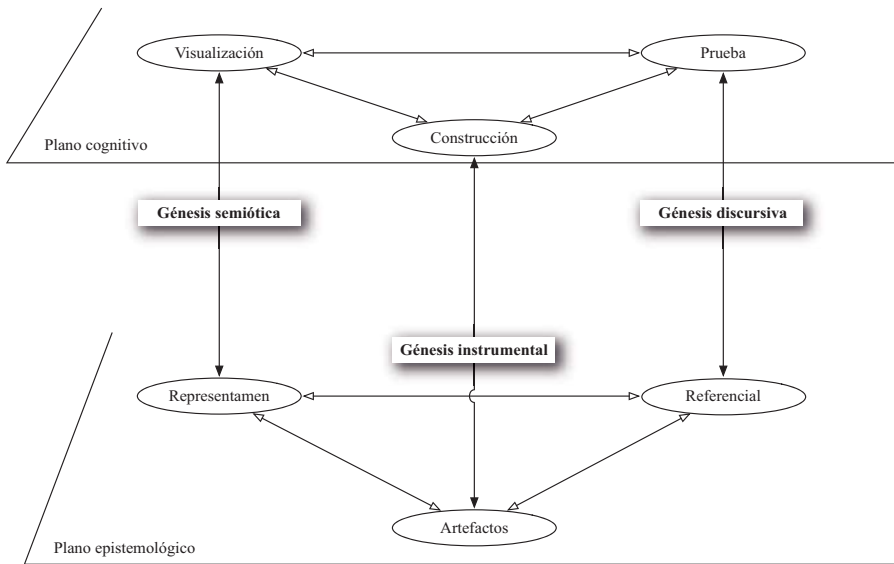 Visualización
Prueba
Construcción
Plano cognitivo
Génesis semiótica
Génesis discursiva
Génesis instrumental
Representamen
Referencial
Artefactos
Plano epistemológico